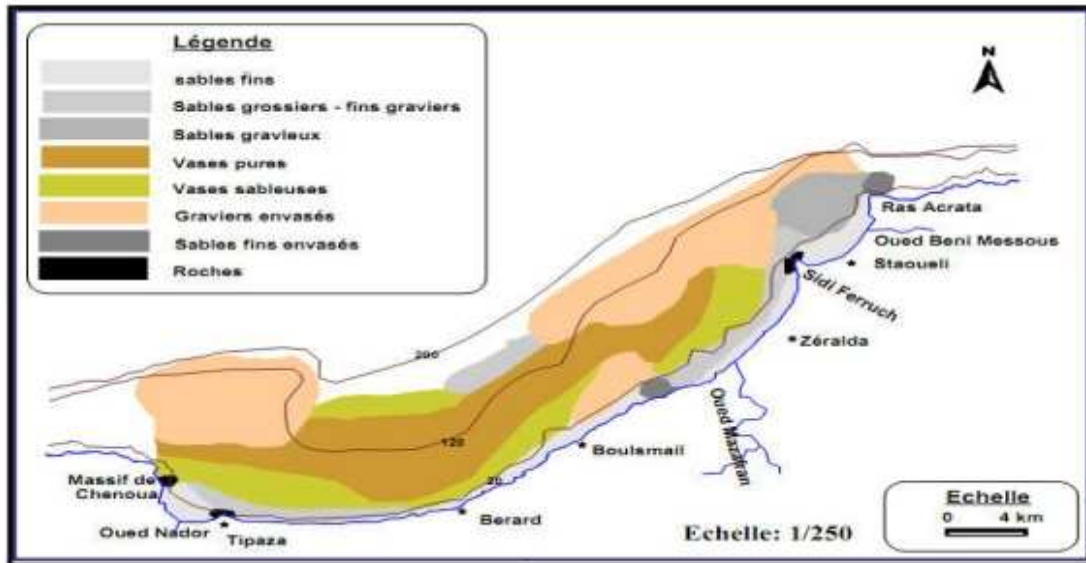 Légende
sables fins
Sables grossiers - fins graviers
Sables gravleux
Vases pures
Vases sableuses
Graviers envasés
Sables fins envasés
Roches
N
Ras Acrata
Oued Beni Messous
Staoueli
Sidi Ferruch
Zéralda
200
Oued Mazafran
120
Boulsmail
20
Massif de
Chenoua
Berard
Oued Nador
Tipaza
Echelle: 1/250
Echelle
0 4 km